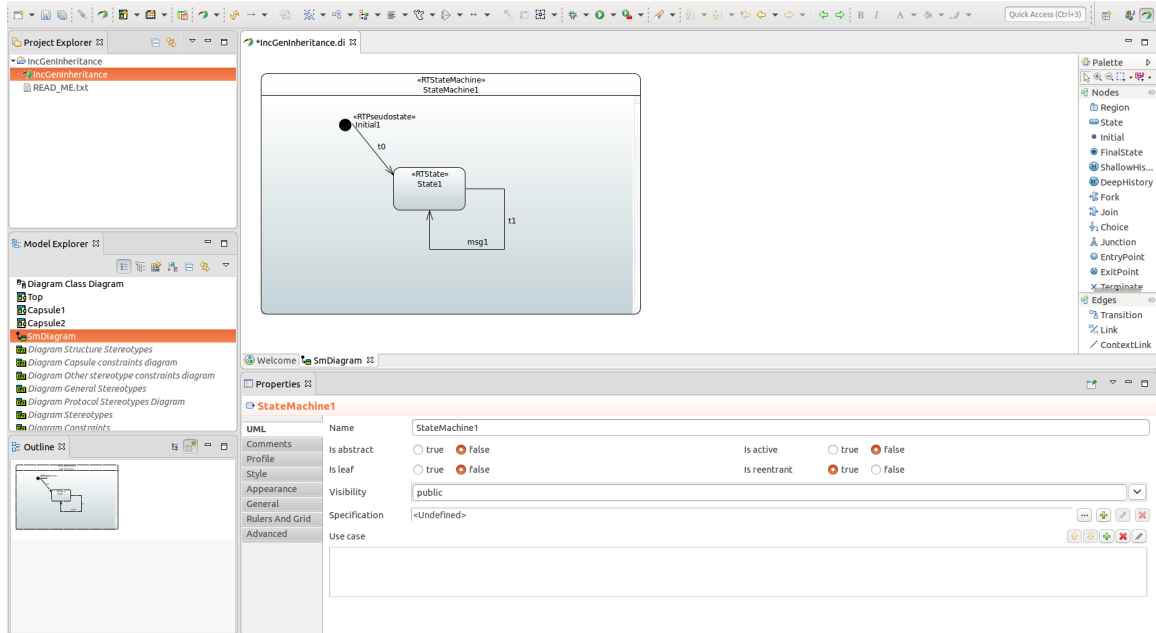 Quick Access (Ctrl+3)
Project Explorer
IncGenInheritance
IncGenInheritance
READ_ME.txt
*IncGenInheritance.di
«RTStateMachine»
StateMachine1
«RTPseudostate»
Initial1
t0
«RTState»
State1
t1
msg1
Palette
Nodes
Region
State
Initial
FinalState
ShallowHis...
DeepHistory
Fork
Join
Choice
Junction
EntryPoint
ExitPoint
Terminate
Edges
Transition
Link
ContextLink
Model Explorer
Diagram Class Diagram
Top
Capsule1
Capsule2
SmDiagram
Diagram Structure Stereotypes
Diagram Capsule constraints diagram
Diagram Other stereotype constraints diagram
Diagram General Stereotypes
Diagram Protocol Stereotypes Diagram
Diagram Stereotypes
Diagram Constraints
Welcome SmDiagram
Properties
StateMachine1
UML
Comments
Profile
Style
Appearance
General
Rulers And Grid
Advanced
Name StateMachine1
Is abstract true false Is active true false
Is leaf true false Is reentrant true false
Visibility public
Specification <Undefined>
Use case
Outline